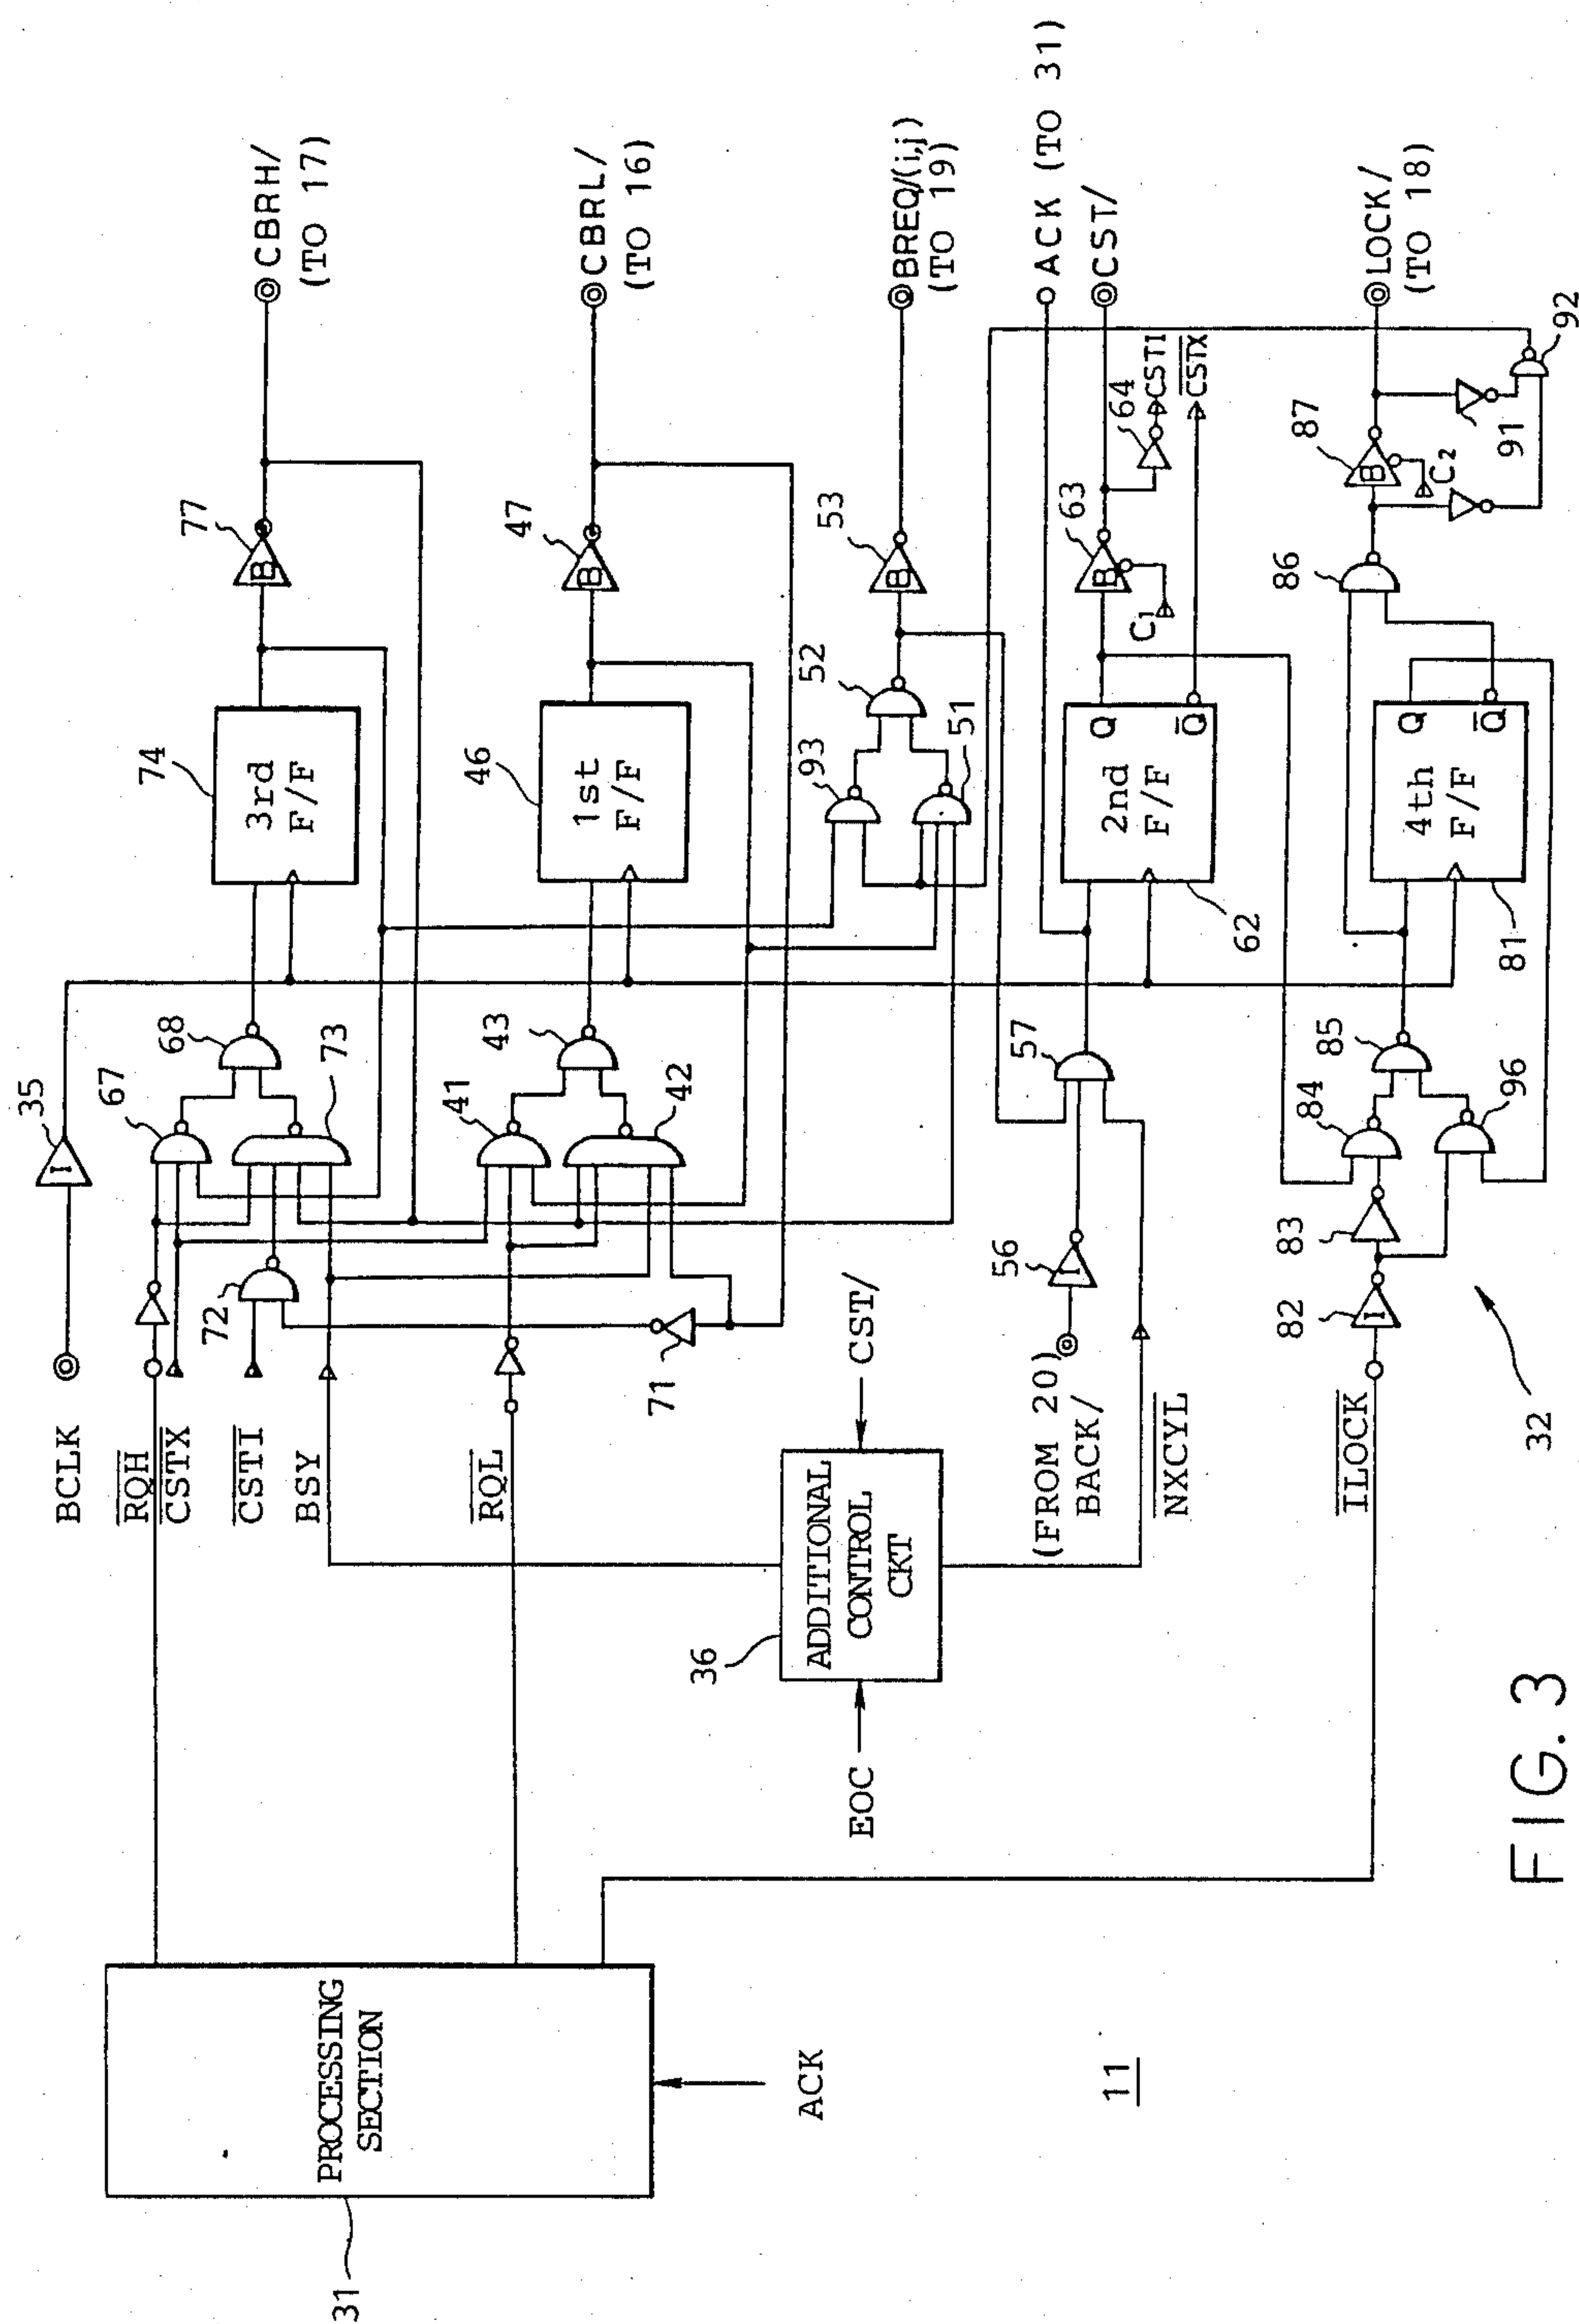 BCLK
35
I
RQH
CSTX
67
68
3rd
F/F
74
77
B
CBRH/
(TO 17)
CSTI
72
73
BSY
71
RQL
41
42
43
1st
F/F
46
47
B
CBRL/
(TO 16)
93
51
52
53
B
BREQ/(i,j)
(TO 19)
ACK (TO 31)
PROCESSING
SECTION
31
ACK
EOC
ADDITIONAL
CONTROL
CKT
36
CST/
(FROM 20)
BACK/
56
I
57
NXCYL
2nd
F/F
Q
Q
62
63
B
C1
64
CSTI
CSTX
CST/
ILOCK
82
I
83
84
85
96
4th
F/F
Q
Q
81
86
87
B
C2
91
92
LOCK/
(TO 18)
32
11
FIG. 3